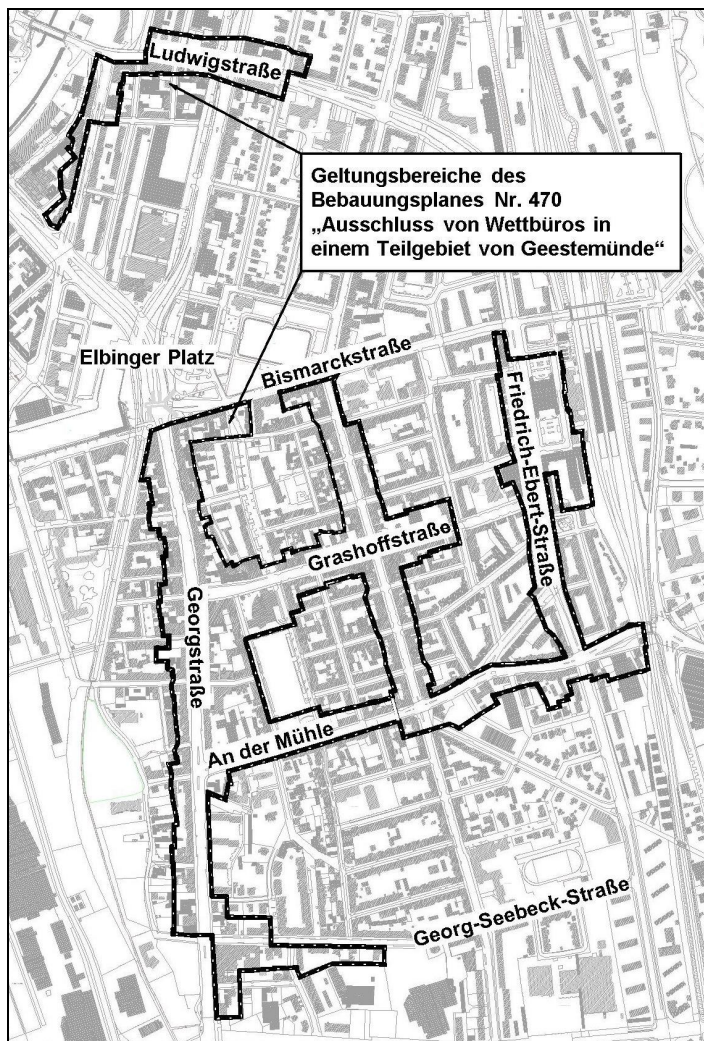 Ludwigstraße
Geltungsbereiche des
Bebauungsplanes Nr. 470
„Ausschluss von Wettbüros in
einem Teilgebiet von Geestemünde“
Elbinger Platz
Bismarckstraße
Friedrich-Ebert-Straße
Grashoffstraße
Georgstraße
An der Mühle
Georg-Seebeck-Straße